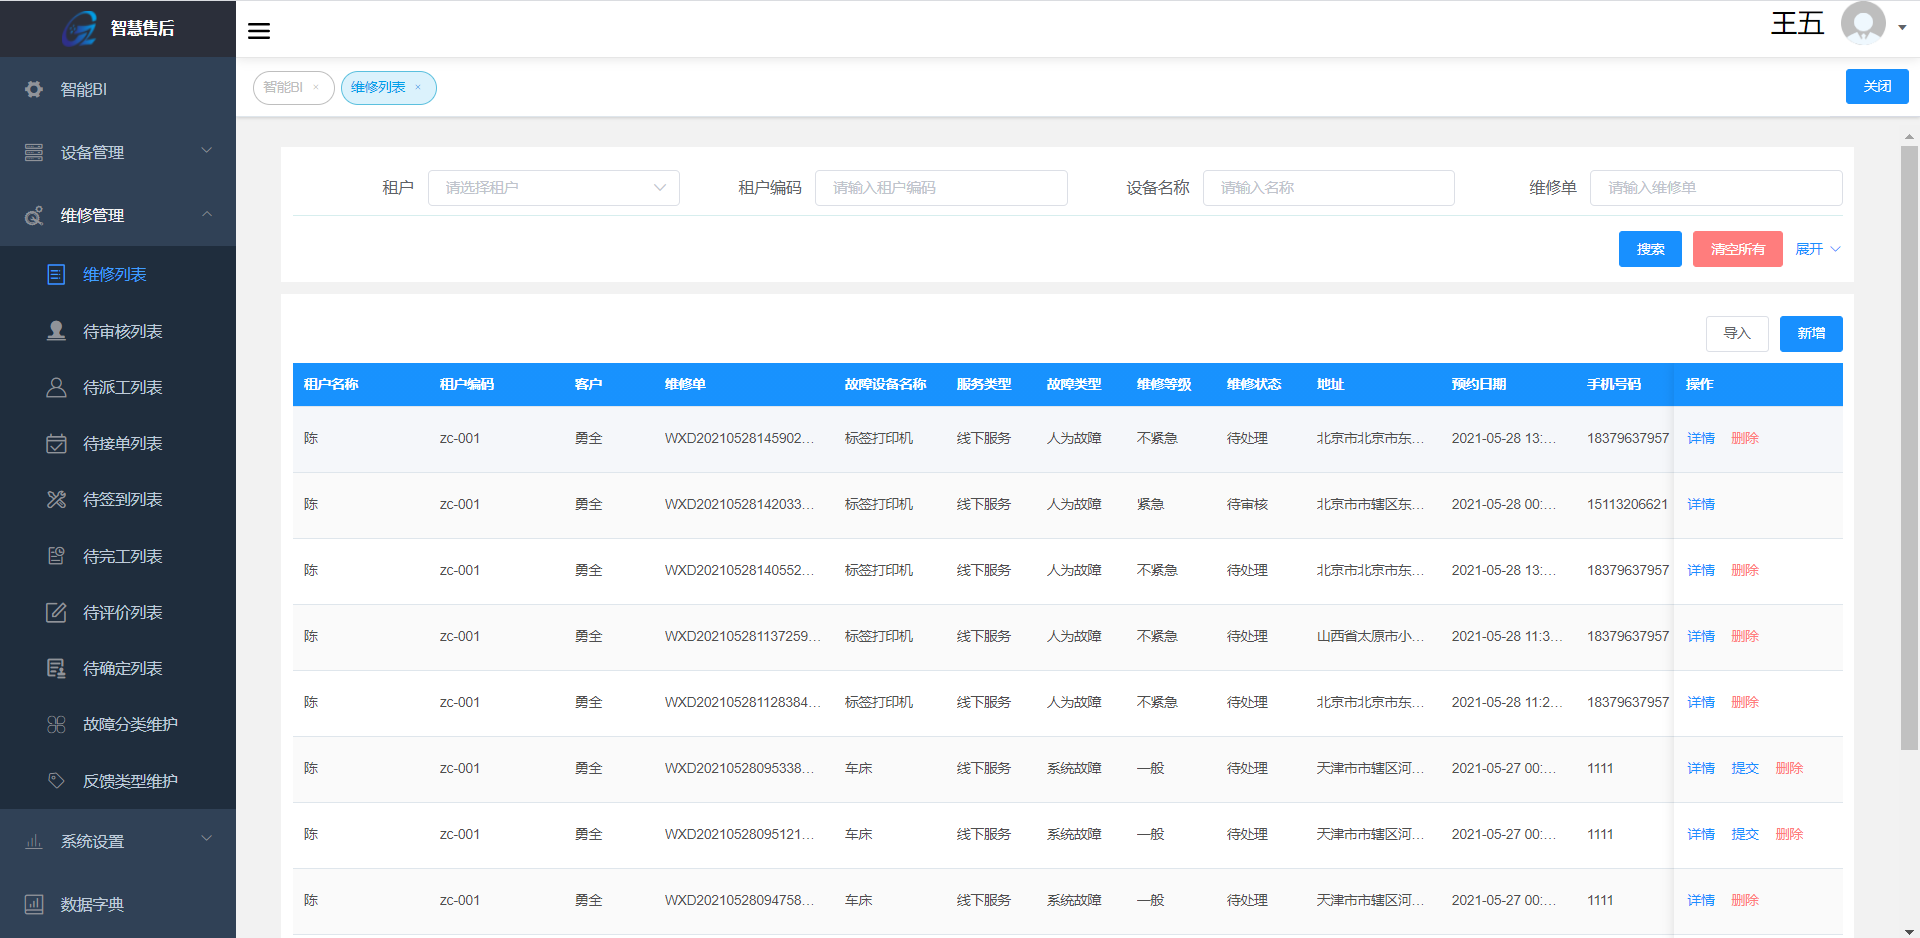 智慧售后
王五
智能BI ×
维修列表 ×
关闭
智能BI
设备管理
维修管理
维修列表
待审核列表
待派工列表
待接单列表
待签到列表
待完工列表
待评价列表
待确定列表
故障分类维护
反馈类型维护
系统设置
数据字典
租户 请选择租户 租户编码 请输入租户编码 设备名称 请输入名称 维修单 请输入维修单
搜索 清空所有 展开
导入 新增
租户名称 租户编码 客户 维修单 故障设备名称 服务类型 故障类型 维修等级 维修状态 地址 预约日期 手机号码 操作
陈 zc-001 勇全 WXD20210528145902... 标签打印机 线下服务 人为故障 不紧急 待处理 北京市北京市东... 2021-05-28 13:... 18379637957 详情 删除
陈 zc-001 勇全 WXD20210528142033... 标签打印机 线下服务 人为故障 紧急 待审核 北京市市辖区东... 2021-05-28 00:... 15113206621 详情
陈 zc-001 勇全 WXD20210528140552... 标签打印机 线下服务 人为故障 不紧急 待处理 北京市北京市东... 2021-05-28 13:... 18379637957 详情 删除
陈 zc-001 勇全 WXD202105281137259... 标签打印机 线下服务 人为故障 不紧急 待处理 山西省太原市小... 2021-05-28 11:3... 18379637957 详情 删除
陈 zc-001 勇全 WXD202105281128384... 标签打印机 线下服务 人为故障 不紧急 待处理 北京市北京市东... 2021-05-28 11:2... 18379637957 详情 删除
陈 zc-001 勇全 WXD20210528095338... 车床 线下服务 系统故障 一般 待处理 天津市市辖区河... 2021-05-27 00:... 1111 详情 提交 删除
陈 zc-001 勇全 WXD20210528095121... 车床 线下服务 系统故障 一般 待处理 天津市市辖区河... 2021-05-27 00:... 1111 详情 提交 删除
陈 zc-001 勇全 WXD20210528094758... 车床 线下服务 系统故障 一般 待处理 天津市市辖区河... 2021-05-27 00:... 1111 详情 删除